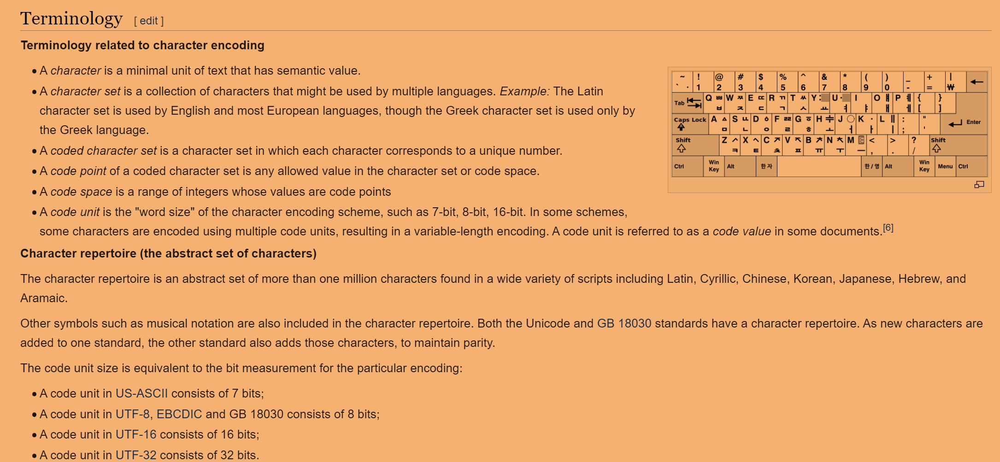 Terminology [ edit ]
Terminology related to character encoding
• A character is a minimal unit of text that has semantic value.
• A character set is a collection of characters that might be used by multiple languages. Example: The Latin
character set is used by English and most European languages, though the Greek character set is used only by
the Greek language.
• A coded character set is a character set in which each character corresponds to a unique number.
• A code point of a coded character set is any allowed value in the character set or code space.
• A code space is a range of integers whose values are code points
• A code unit is the "word size" of the character encoding scheme, such as 7-bit, 8-bit, 16-bit. In some schemes,
some characters are encoded using multiple code units, resulting in a variable-length encoding. A code unit is referred to as a code value in some documents.[6]
~ ! @ # $ % ^ & * ( ) _ + |
` 1 2 3 4 5 6 7 8 9 0 - = ₩ ←
Tab Q ㅃ W ㅉ E ㄸ R ㄲ T ㅆ Y U I O ㅒ P ㅖ { }
ㅂ ㅈ ㄷ ㄱ ㅅ ㅛ ㅕ ㅑ ㅐ ㅔ [ ]
Caps Lock A ㅿ S ㅥ D ㆁ F G ㆆ H J K L : " Enter
ㅁ ㄴ ㅇ ㄹ ㅎ ㅗ ㅓ ㅏ ㅣ ; '
Shift Z X C V B N M < > ? Shift
ㅋ ㅌ ㅊ ㅍ ㅠ ㅜ ㅡ , . /
Ctrl Win Key Alt 한자 한/영 Alt Win Key Menu Ctrl
Character repertoire (the abstract set of characters)
The character repertoire is an abstract set of more than one million characters found in a wide variety of scripts including Latin, Cyrillic, Chinese, Korean, Japanese, Hebrew, and
Aramaic.
Other symbols such as musical notation are also included in the character repertoire. Both the Unicode and GB 18030 standards have a character repertoire. As new characters are
added to one standard, the other standard also adds those characters, to maintain parity.
The code unit size is equivalent to the bit measurement for the particular encoding:
• A code unit in US-ASCII consists of 7 bits;
• A code unit in UTF-8, EBCDIC and GB 18030 consists of 8 bits;
• A code unit in UTF-16 consists of 16 bits;
• A code unit in UTF-32 consists of 32 bits.